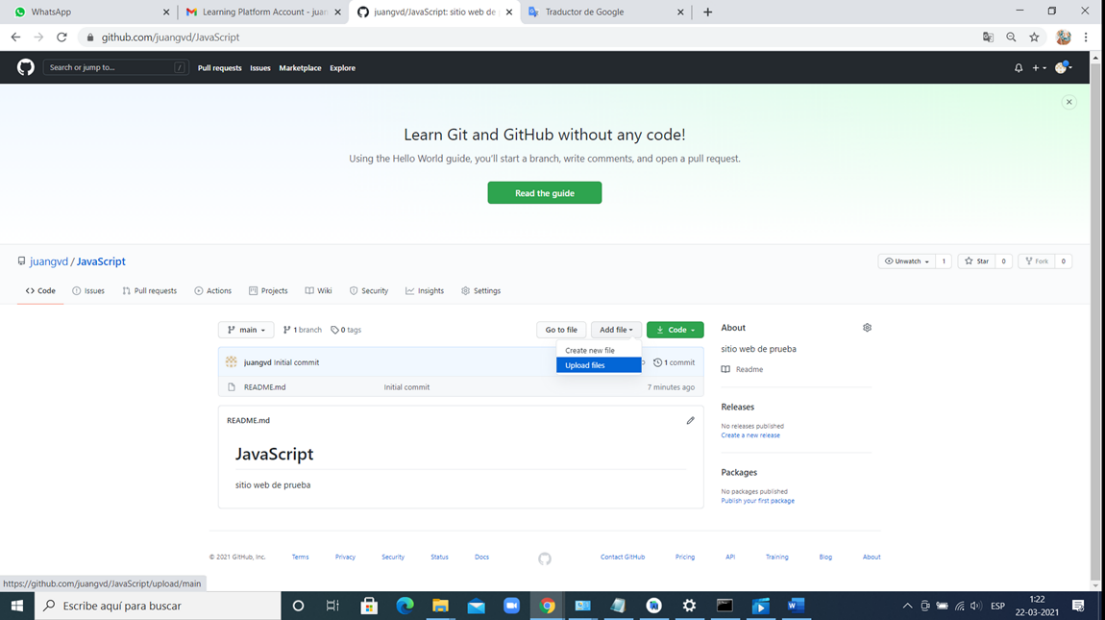 WhatsApp
Learning Platform Account - juan
juangvd/JavaScript: sitio web de
Traductor de Google
github.com/juangvd/JavaScript
Search or jump to...
/
Pull requests
Issues
Marketplace
Explore
Learn Git and GitHub without any code!
Using the Hello World guide, you'll start a branch, write comments, and open a pull request.
Read the guide
juangvd / JavaScript
Unwatch 1
Star 0
Fork 0
Code
Issues
Pull requests
Actions
Projects
Wiki
Security
Insights
Settings
main
1 branch
0 tags
Go to file
Add file
Code
Create new file
Upload files
juangvd Initial commit
1 commit
README.md
Initial commit
7 minutes ago
README.md
JavaScript
sitio web de prueba
About
sitio web de prueba
Readme
Releases
No releases published
Create a new release
Packages
No packages published
Publish your first package
© 2021 GitHub, Inc.
Terms
Privacy
Security
Status
Docs
Contact GitHub
Pricing
API
Training
Blog
About
https://github.com/juangvd/JavaScript/upload/main
Escribe aquí para buscar
ESP
1:22
22-03-2021